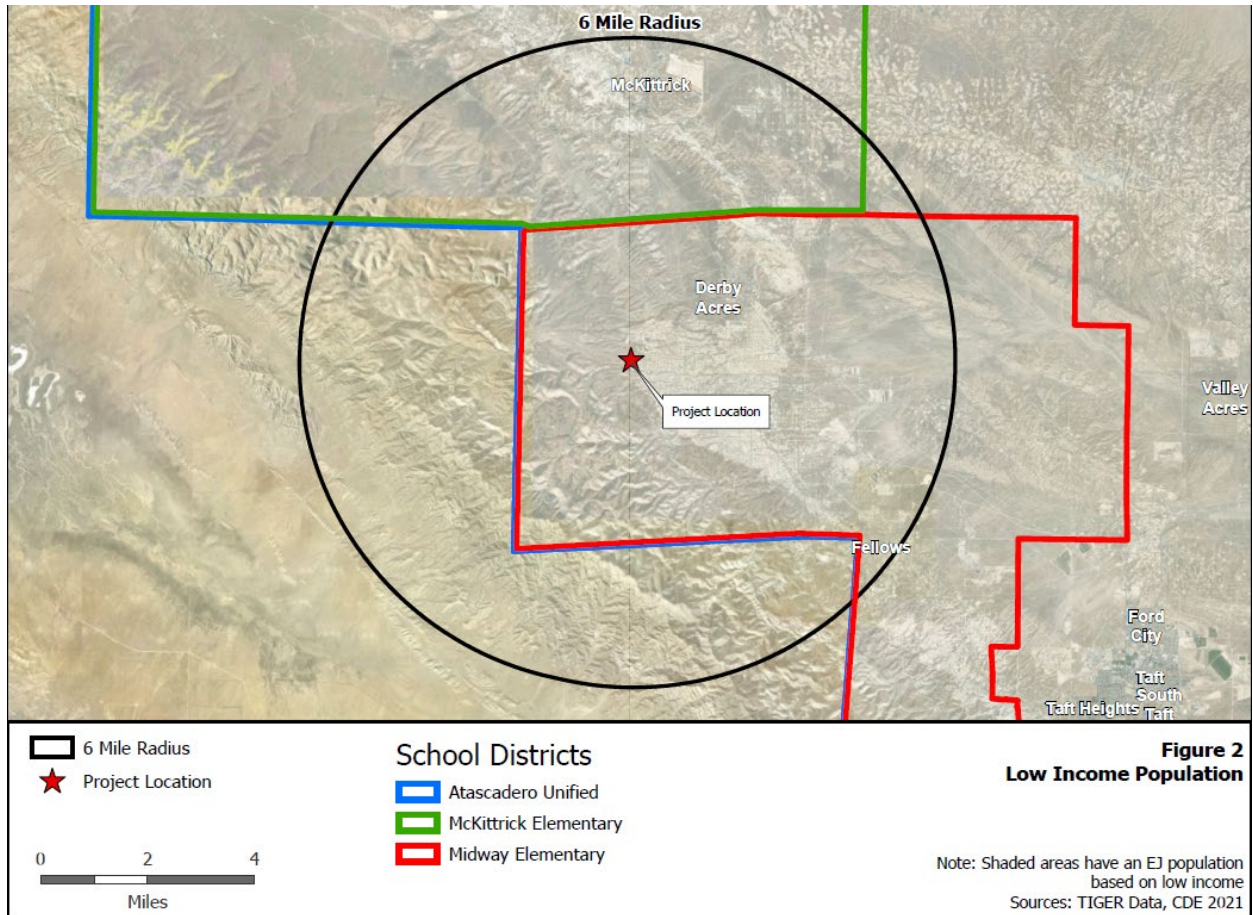 6 Mile Radius
McKittrick
Derby
Acres
Project Location
Valley
Acres
Fellows
Ford
City
Taft
South
Taft Heights
Taft
6 Mile Radius
Project Location
0 2 4
Miles
School Districts
Atascadero Unified
McKittrick Elementary
Midway Elementary
Figure 2
Low Income Population
Note: Shaded areas have an EJ population
based on low income
Sources: TIGER Data, CDE 2021